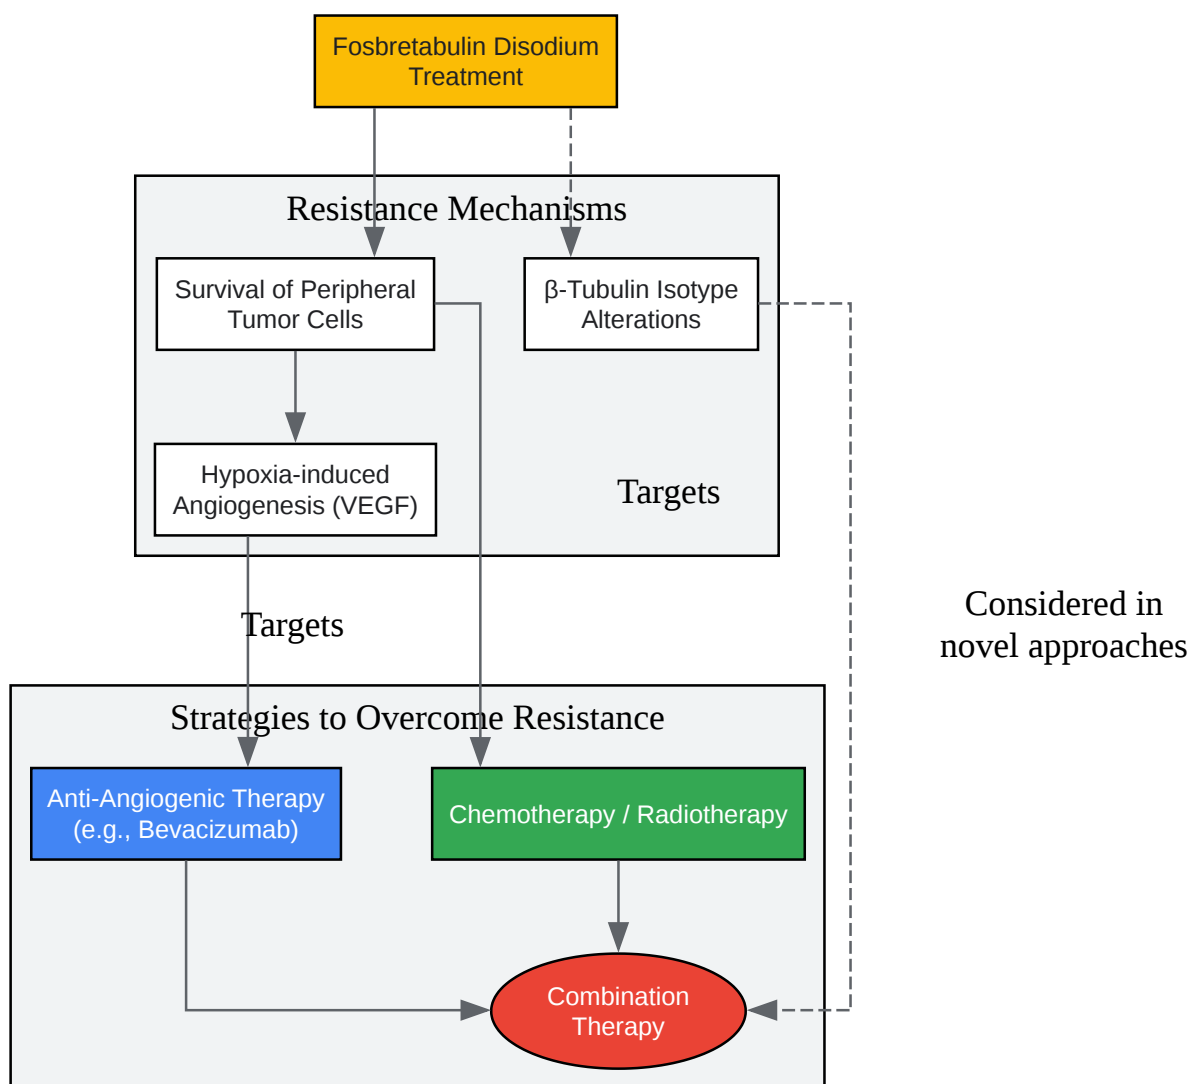 Fosbretabulin Disodium
Treatment
Resistance Mechanisms
Survival of Peripheral
Tumor Cells
β-Tubulin Isotype
Alterations
Hypoxia-induced
Angiogenesis (VEGF)
Targets
Targets
Considered in
novel approaches
Strategies to Overcome Resistance
Anti-Angiogenic Therapy
(e.g., Bevacizumab)
Chemotherapy / Radiotherapy
Combination
Therapy